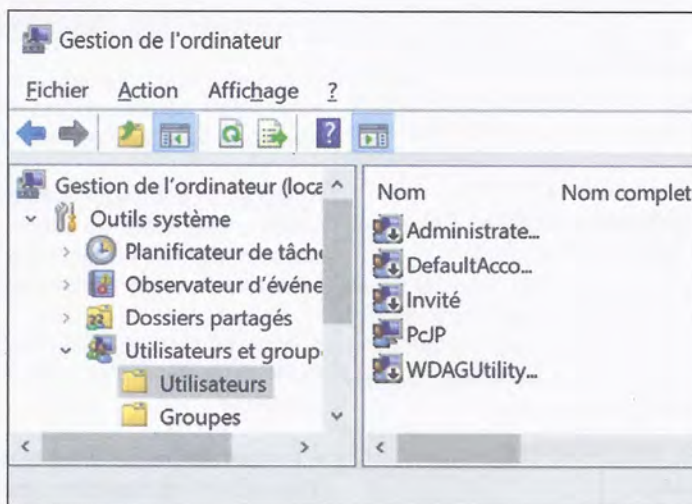 Gestion de l'ordinateur
Fichier Action Affichage ?
Gestion de l'ordinateur (loca
Outils système
Planificateur de tâch
Observateur d'événe
Dossiers partagés
Utilisateurs et group
Utilisateurs
Groupes
Nom Nom complet
Administrate...
DefaultAcco...
Invité
PcJP
WDAGUtility...